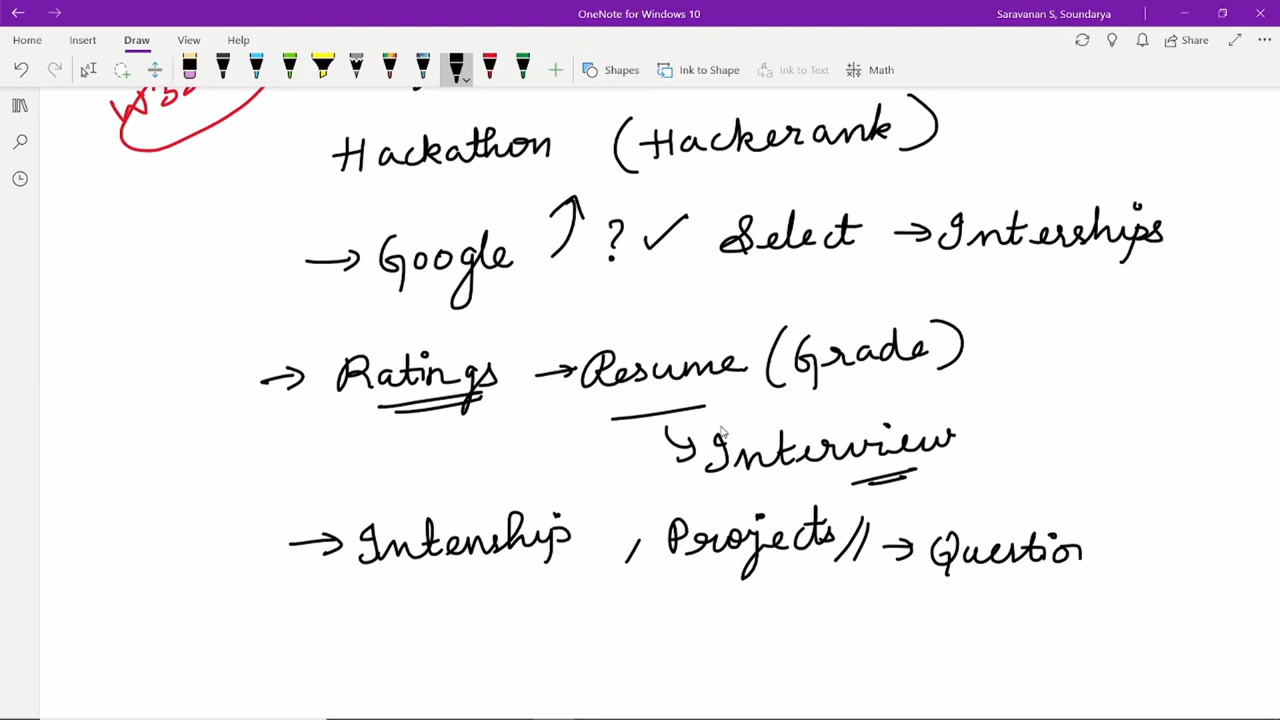 OneNote for Windows 10
Saravanan S, Soundarya
Home Insert Draw View Help
Share
Shapes Ink to Shape Ink to Text Math
Hackathon (Hackerank)
→ Google ↑ ? ✓ Select → Interships
→ Ratings → Resume (Grade)
↳ Interview
→ Intenship , Projects // → Question